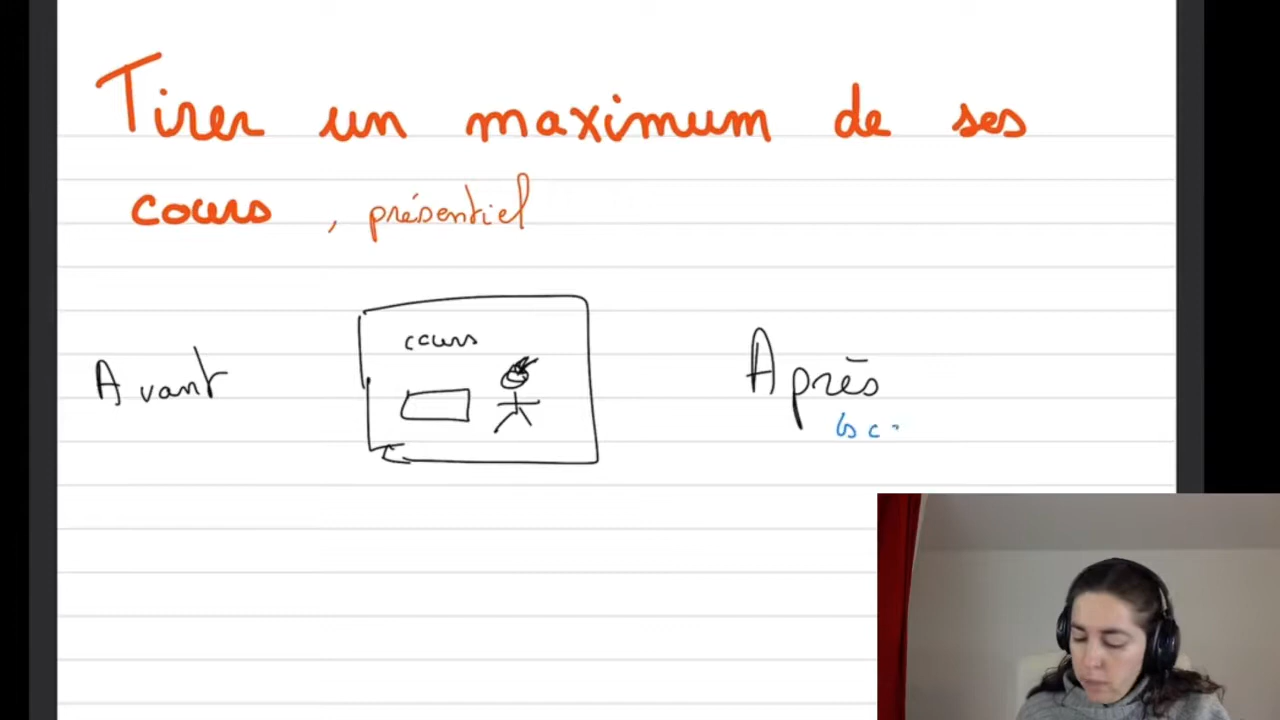 Tirer un maximum de ses
cours, présentiel
cours
Avant
Après